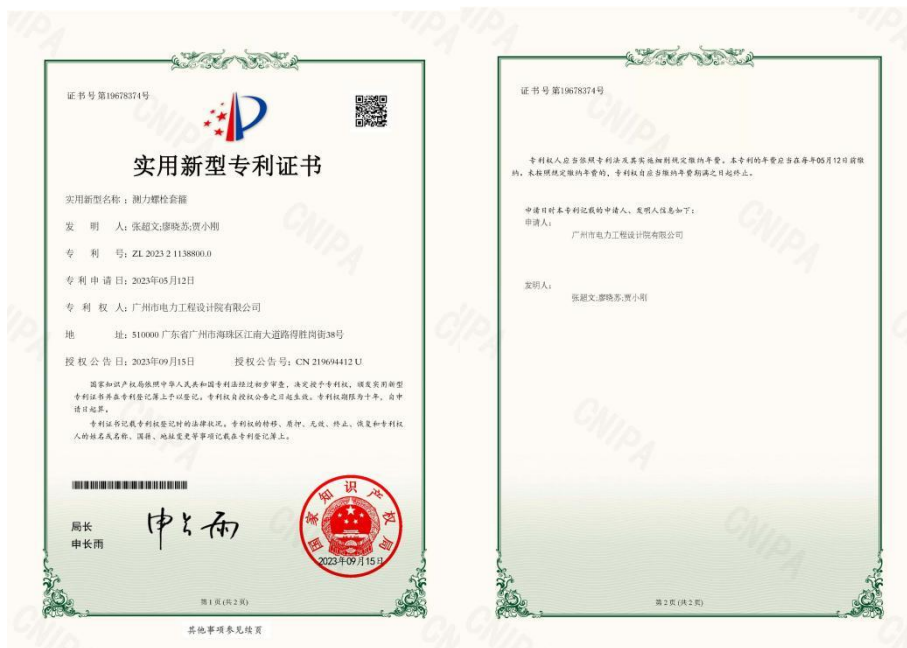 证书号第19678374号
实用新型专利证书
实用新型名称：测力螺栓套箍
发明人：张超文;廖晓苏;贾小刚
专利号：ZL 2023 2 1138800.0
专利申请日：2023年05月12日
专利权人：广州市电力工程设计院有限公司
地址：510000 广东省广州市海珠区江南大道路得胜岗街38号
授权公告日：2023年09月15日 授权公告号：CN 219694412 U
国家知识产权局依照中华人民共和国专利法经过初步审查，决定授予专利权，颁发实用新型
专利证书并在专利登记簿上予以登记。专利权自授权公告之日起生效。专利权期限为十年，自申
请日起算。
专利证书记载专利权登记时的法律状况。专利权的转移、质押、无效、终止、恢复和专利权
人的姓名或名称、国籍、地址变更等事项记载在专利登记簿上。
局长
申长雨
申长雨
国家知识产权局
2023年09月15日
第 1 页 (共 2 页)
其他事项参见续页
证书号第19678374号
专利权人应当依照专利法及其实施细则规定缴纳年费。本专利的年费应当在每年05月12日前缴
纳。未按照规定缴纳年费的，专利权自应当缴纳年费期满之日起终止。
申请日时本专利记载的申请人、发明人信息如下：
申请人：
广州市电力工程设计院有限公司
发明人：
张超文;廖晓苏;贾小刚
第 2 页 (共 2 页)
CNIPA